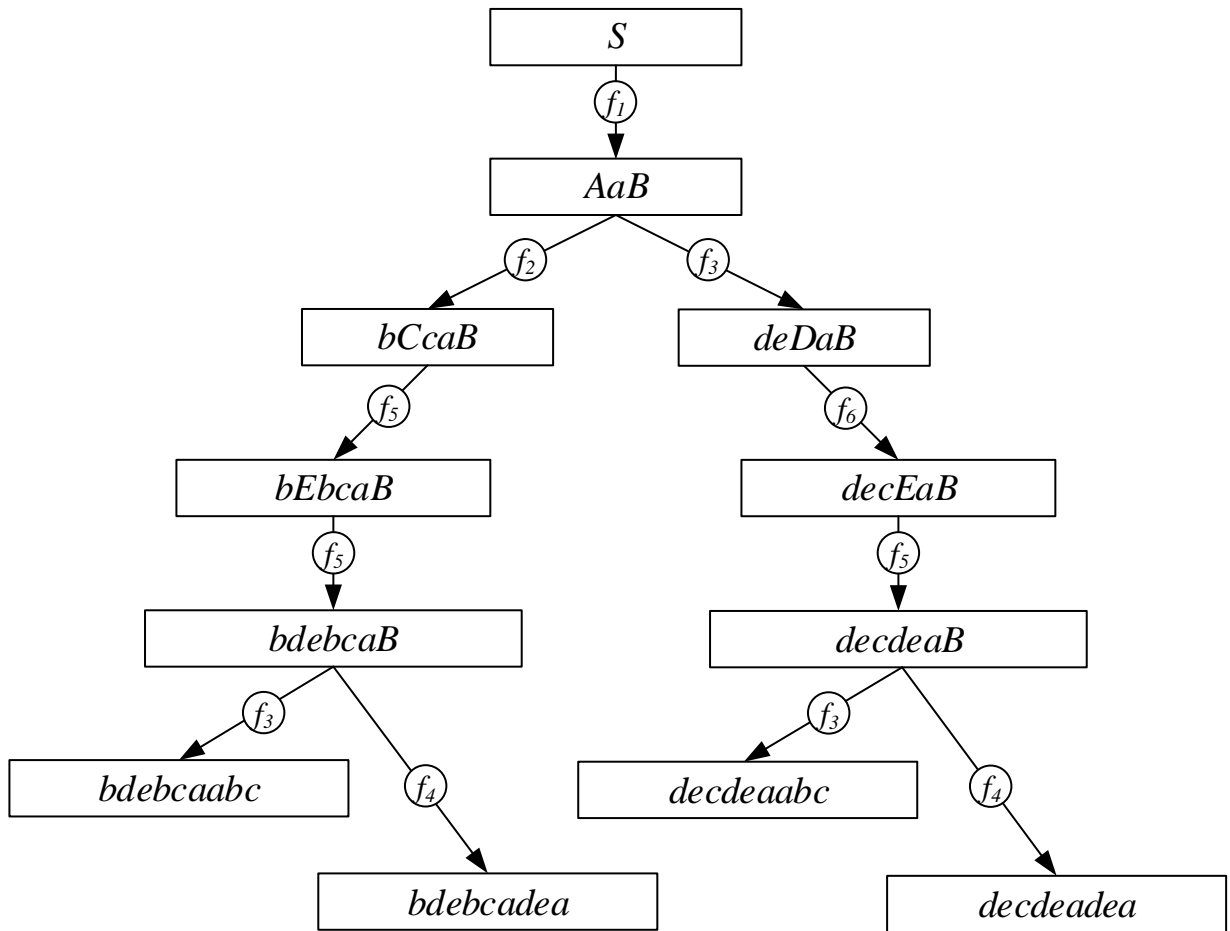 S
f1
AaB
f2 f3
bCcaB deDaB
f5 f6
bEbcaB decEaB
f5 f5
bdebcaB decdeaB
f3 f3
bdebcaabc f4 decdeaabc f4
bdebcadea decdeadea